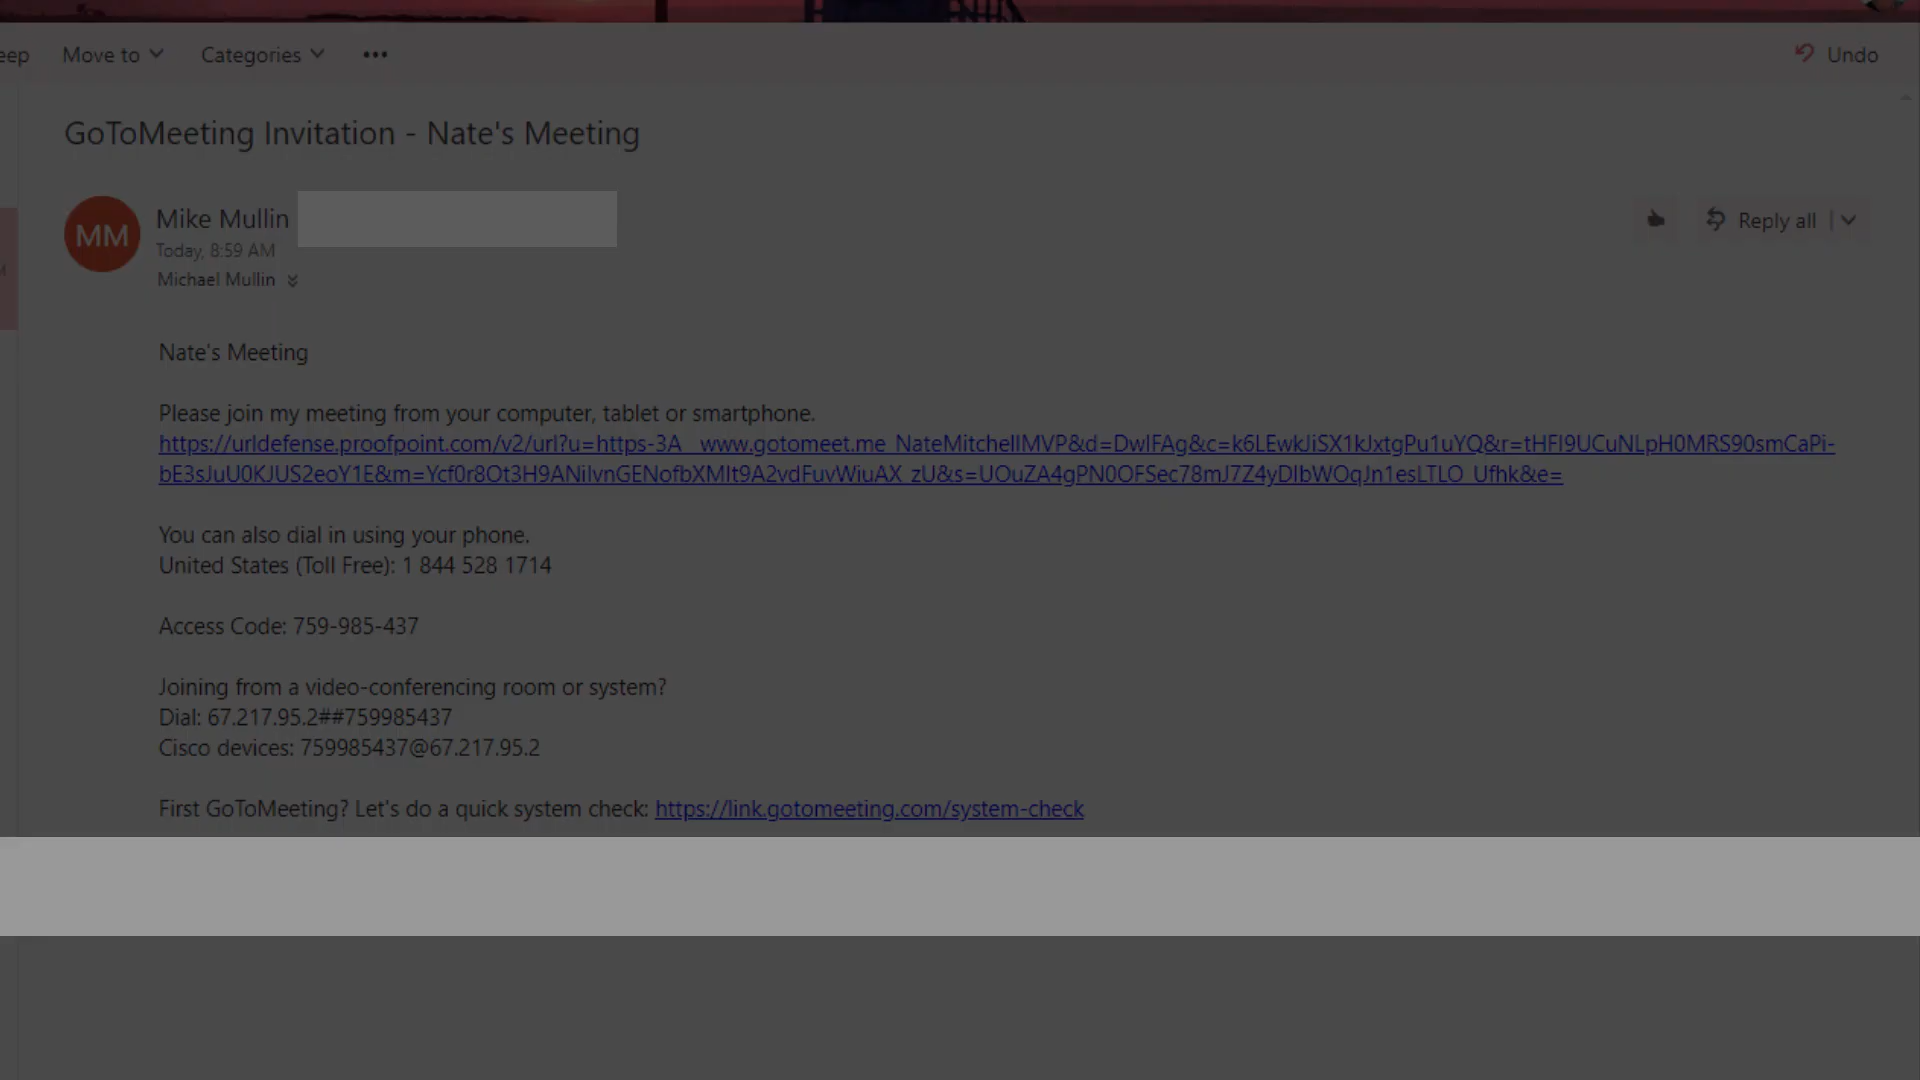 Move to
Categories
Undo
GoToMeeting Invitation - Nate's Meeting
MM
Mike Mullin
Today, 8:59 AM
Michael Mullin
Reply all
Nate's Meeting
Please join my meeting from your computer, tablet or smartphone.
https://urldefense.proofpoint.com/v2/url?u=https-3A__www.gotomeet.me_NateMitchellMVP&d=DwIFAg&c=k6LEwkJiSX1kJxtgPu1uYQ&r=tHFI9UCuNLpH0MRS90smCaPi-
bE3sJuU0KJUS2eoY1E&m=Ycf0r8Ot3H9ANiIvnGENofbXMIt9A2vdFuvWiuAX_zU&s=UOuZA4gPN0OFSec78mJ7Z4yDIbWOqJn1esLTLO_Ufhk&e=
You can also dial in using your phone.
United States (Toll Free): 1 844 528 1714
Access Code: 759-985-437
Joining from a video-conferencing room or system?
Dial: 67.217.95.2##759985437
Cisco devices: 759985437@67.217.95.2
First GoToMeeting? Let's do a quick system check: https://link.gotomeeting.com/system-check